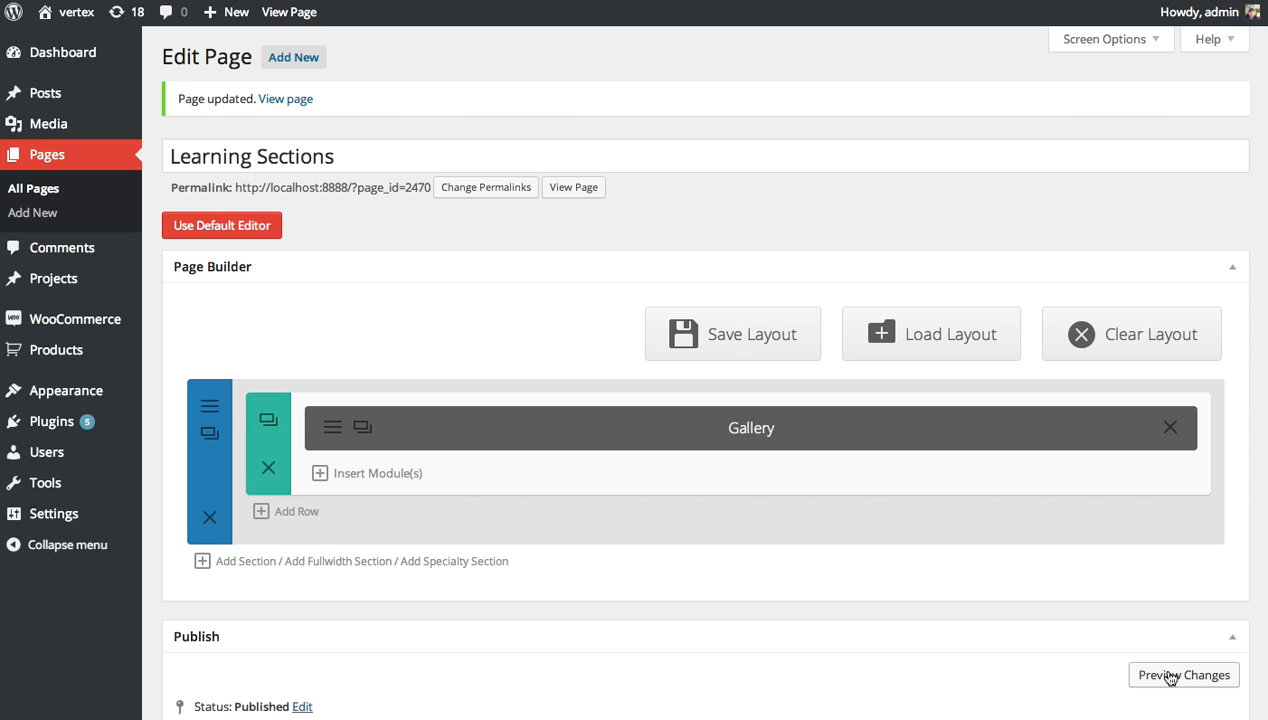 vertex 18 0 New View Page Howdy, admin
Screen Options Help
Dashboard
Posts
Media
Pages
All Pages
Add New
Comments
Projects
WooCommerce
Products
Appearance
Plugins 5
Users
Tools
Settings
Collapse menu
Edit Page Add New
Page updated. View page
Learning Sections
Permalink: http://localhost:8888/?page_id=2470 Change Permalinks View Page
Use Default Editor
Page Builder
Save Layout Load Layout Clear Layout
Gallery
Insert Module(s)
Add Row
Add Section / Add Fullwidth Section / Add Specialty Section
Publish
Preview Changes
Status: Published Edit